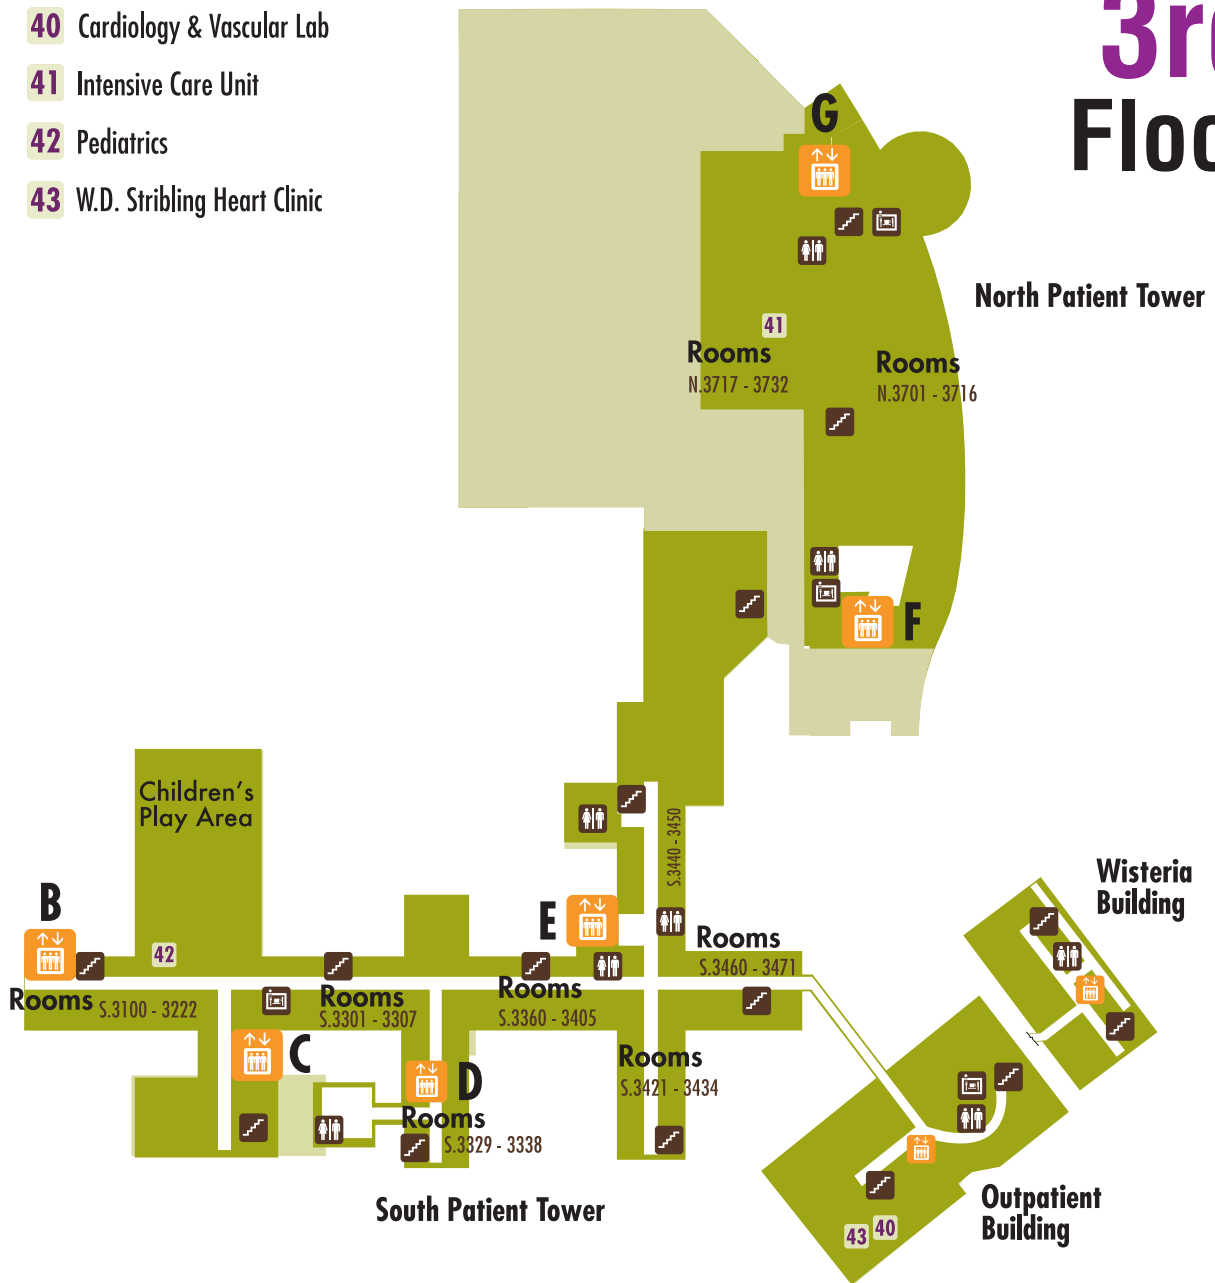 40 Cardiology & Vascular Lab
41 Intensive Care Unit
42 Pediatrics
43 W.D. Stribling Heart Clinic
3r
Floo
G
North Patient Tower
41
Rooms
N.3717 - 3732
Rooms
N.3701 - 3716
F
Children's
Play Area
S.3440 - 3450
Wisteria
Building
B
E
42
Rooms
S.3460 - 3471
Rooms S.3100 - 3222
Rooms
S.3301 - 3307
Rooms
S.3360 - 3405
C
D
Rooms
S.3421 - 3434
Rooms
S.3329 - 3338
South Patient Tower
Outpatient
Building
43 40